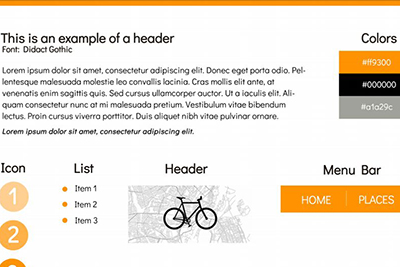 This is an example of a header
Font: Didact Gothic
Lorem ipsum dolor sit amet, consectetur adipiscing elit. Donec eget porta odio. Pel-
lentesque malesuada leo convallis lacinia. Cras mollis elit ante, at
venenatis enim sagittis quis. Sed cursus ullamcorper auctor. Ut a iaculis elit. Ali-
quam consectetur nunc at mi malesuada pretium. Vestibulum vitae bibendum
lectus. Proin cursus viverra porttitor. Duis aliquet nibh vitae pulvinar ornare.
Lorem ipsum dolor sit amet, consectetur adipiscing elit.
Colors
#ff9300
#000000
#a1a29c
Icon
1
2
List
Item 1
Item 2
Item 3
Header
Menu Bar
HOME
PLACES